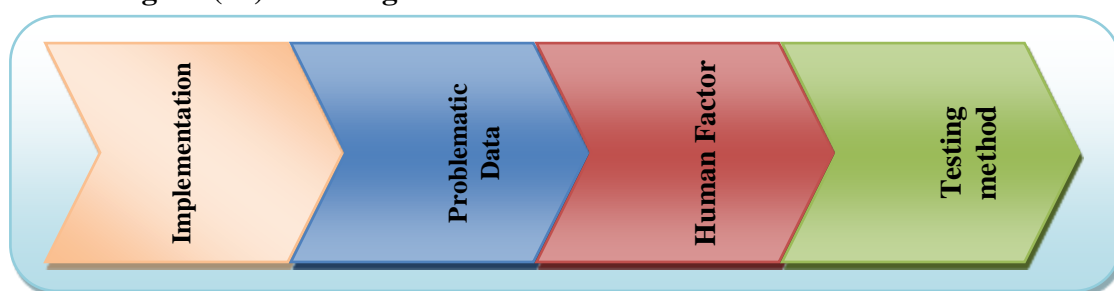 Implementation
Problematic
Data
Human Factor
Testing
method